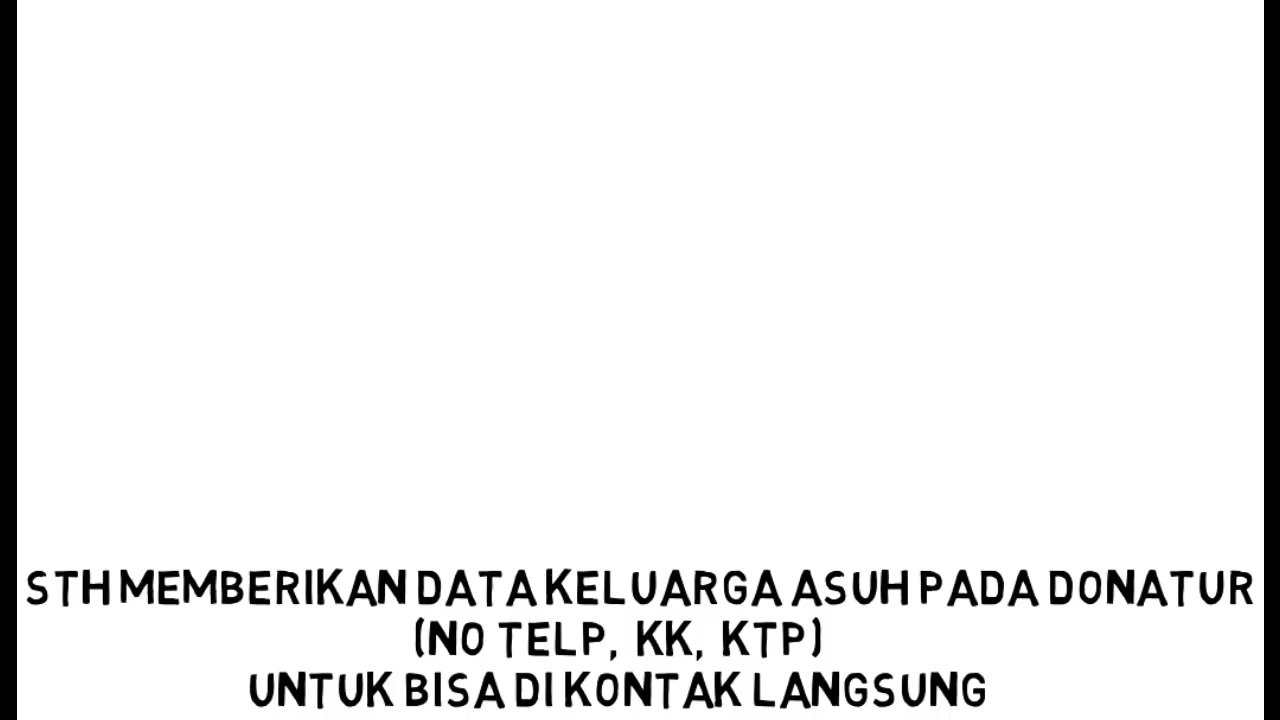 STH MEMBERIKAN DATA KELUARGA ASUH PADA DONATUR
(NO TELP, KK, KTP)
UNTUK BISA DI KONTAK LANGSUNG